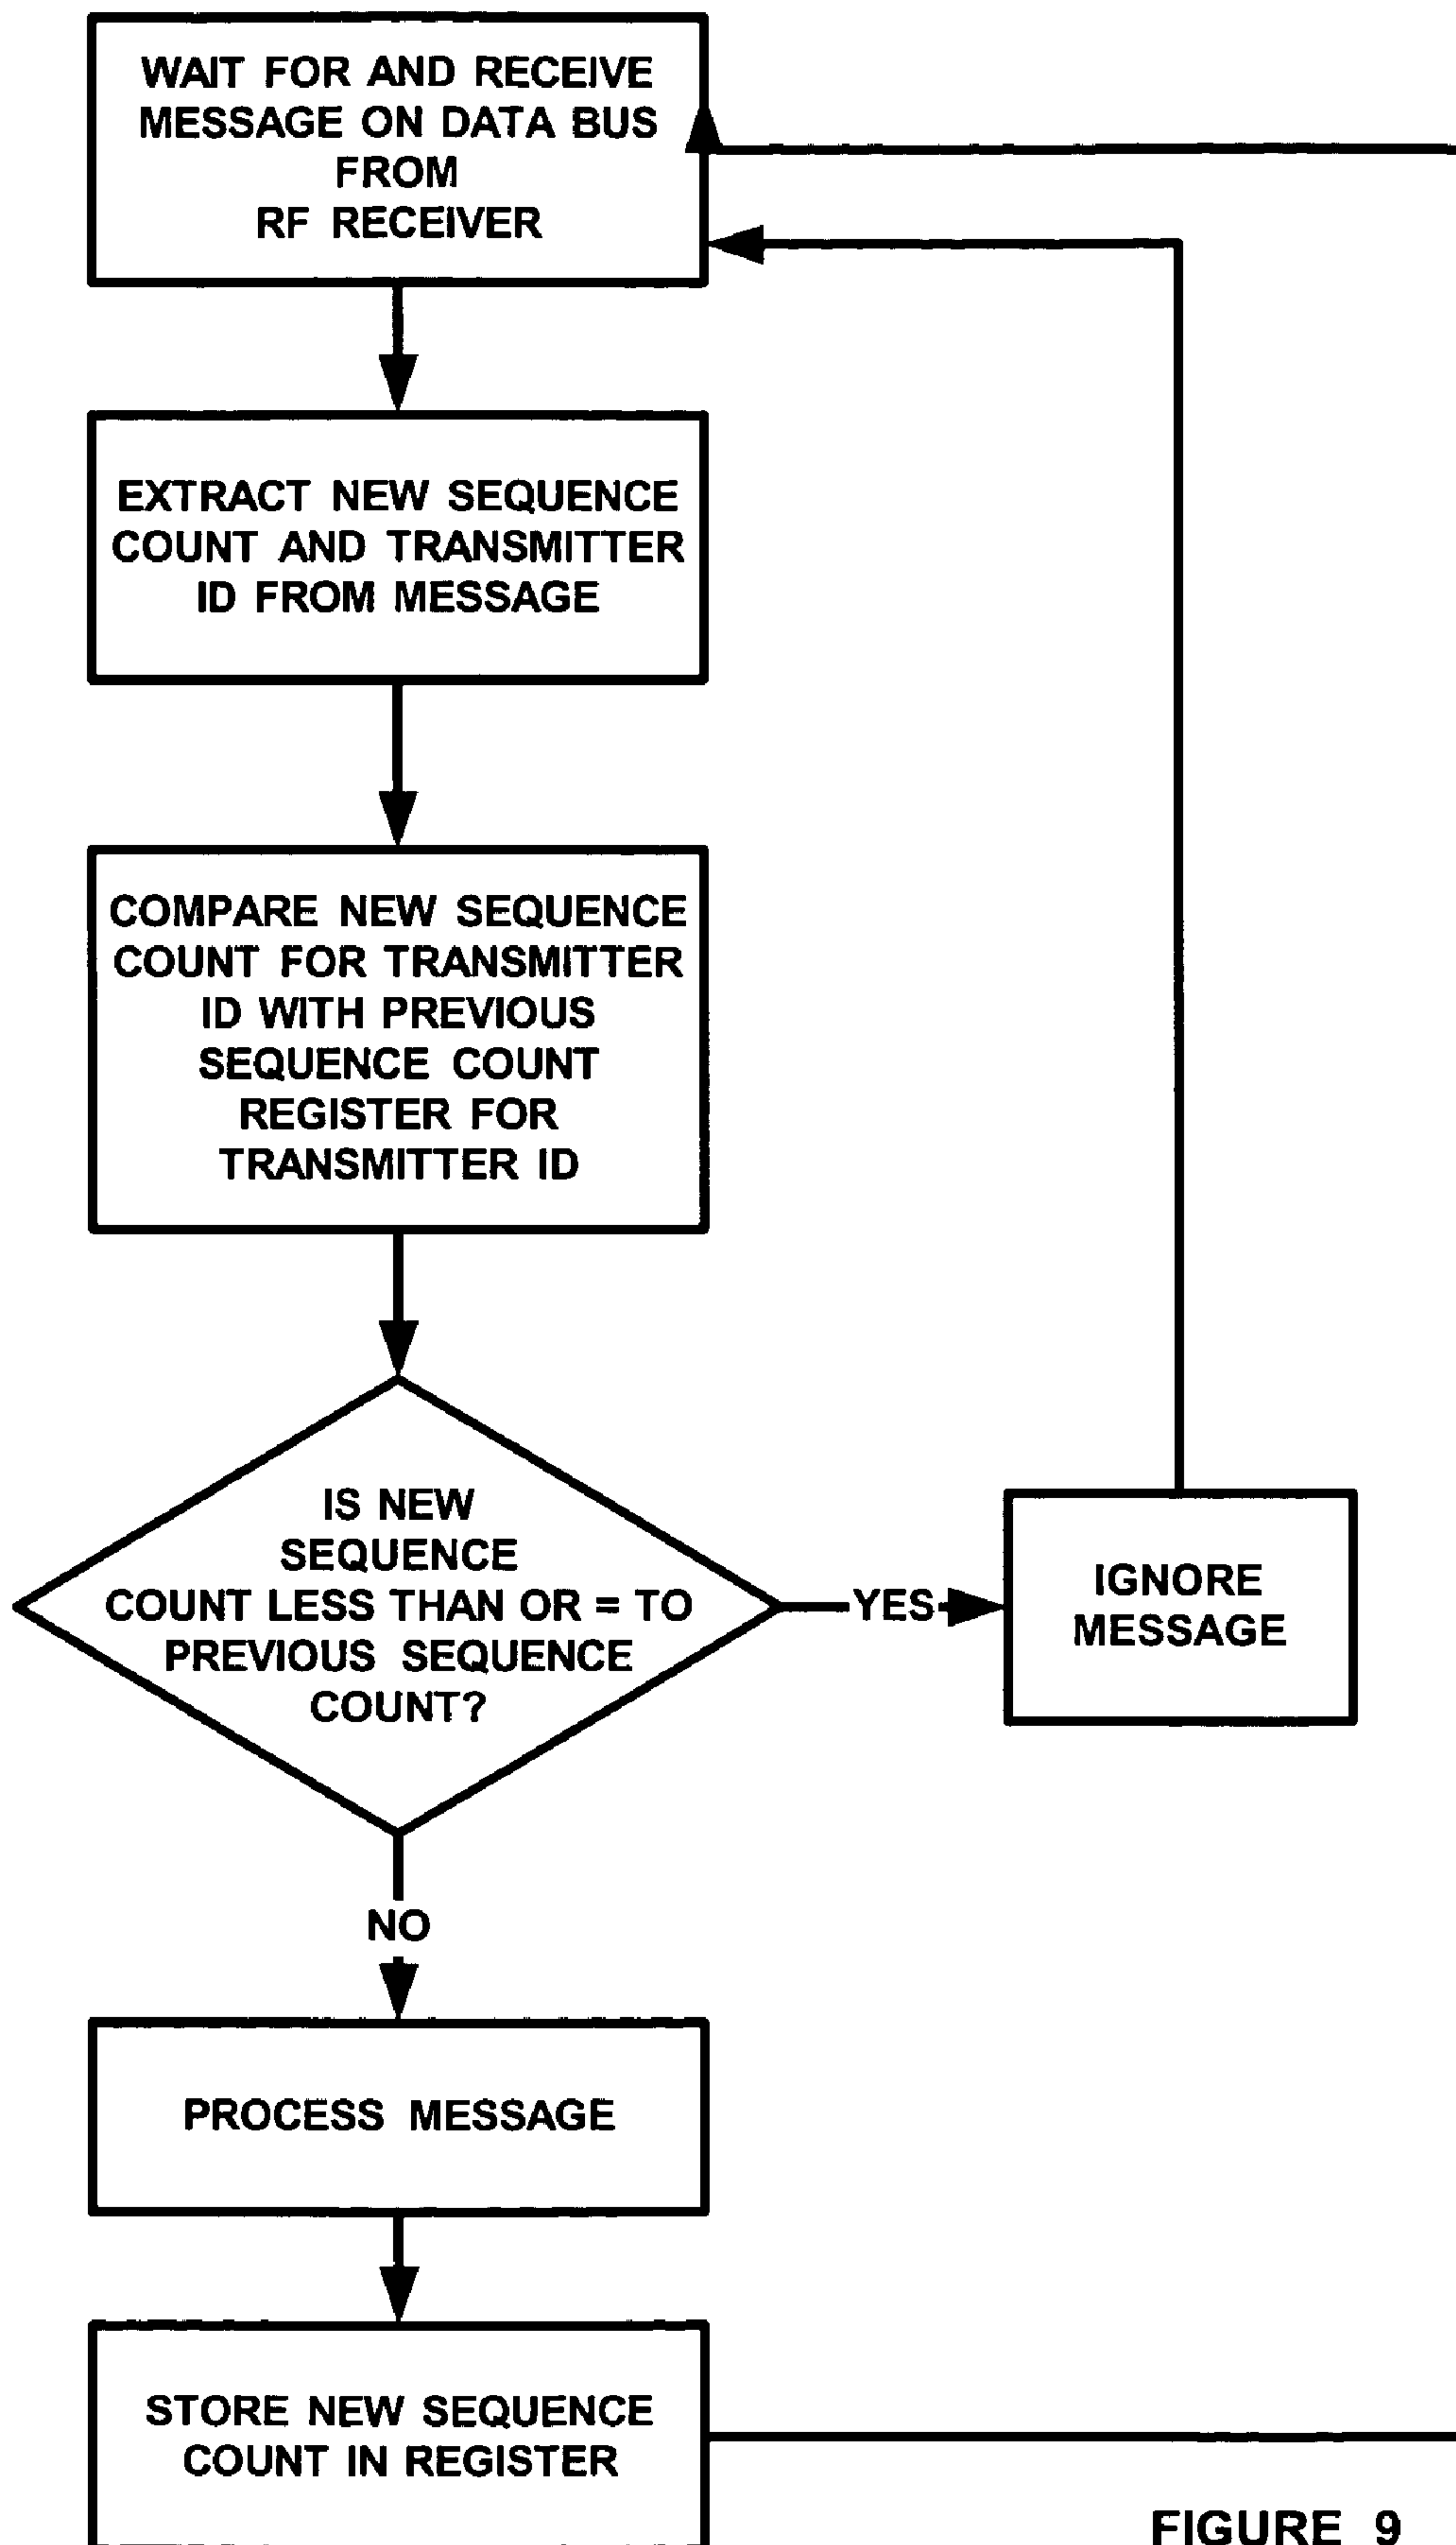 WAIT FOR AND RECEIVE
MESSAGE ON DATA BUS
FROM
RF RECEIVER
EXTRACT NEW SEQUENCE
COUNT AND TRANSMITTER
ID FROM MESSAGE
COMPARE NEW SEQUENCE
COUNT FOR TRANSMITTER
ID WITH PREVIOUS
SEQUENCE COUNT
REGISTER FOR
TRANSMITTER ID
IS NEW
SEQUENCE
COUNT LESS THAN OR = TO
PREVIOUS SEQUENCE
COUNT?
YES
IGNORE
MESSAGE
NO
PROCESS MESSAGE
STORE NEW SEQUENCE
COUNT IN REGISTER
FIGURE 9